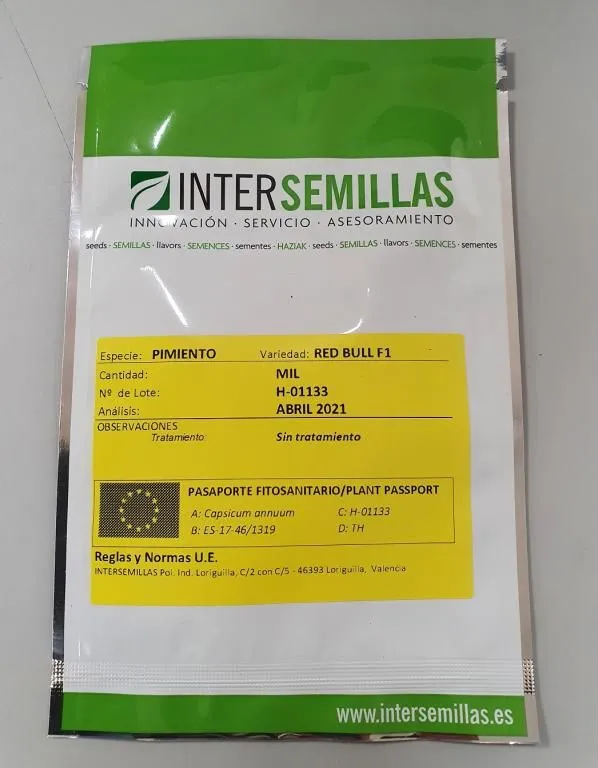 INTERSEMILLAS
INNOVACIÓN · SERVICIO · ASESORAMIENTO
seeds · SEMILLAS · llavors · SEMENCES · sementes · HAZIAK · seeds · SEMILLAS · llavors · SEMENCES · sementes
Especie: PIMIENTO Variedad: RED BULL F1
Cantidad: MIL
Nº de Lote: H-01133
Análisis: ABRIL 2021
OBSERVACIONES
Tratamiento Sin tratamiento
PASAPORTE FITOSANITARIO/PLANT PASSPORT
A: Capsicum annuum C: H-01133
B: ES-17-46/1319 D: TH
Reglas y Normas U.E.
INTERSEMILLAS Pol. Ind. Loriguilla, C/2 con C/5 - 46393 Loriguilla, Valencia
www.intersemillas.es